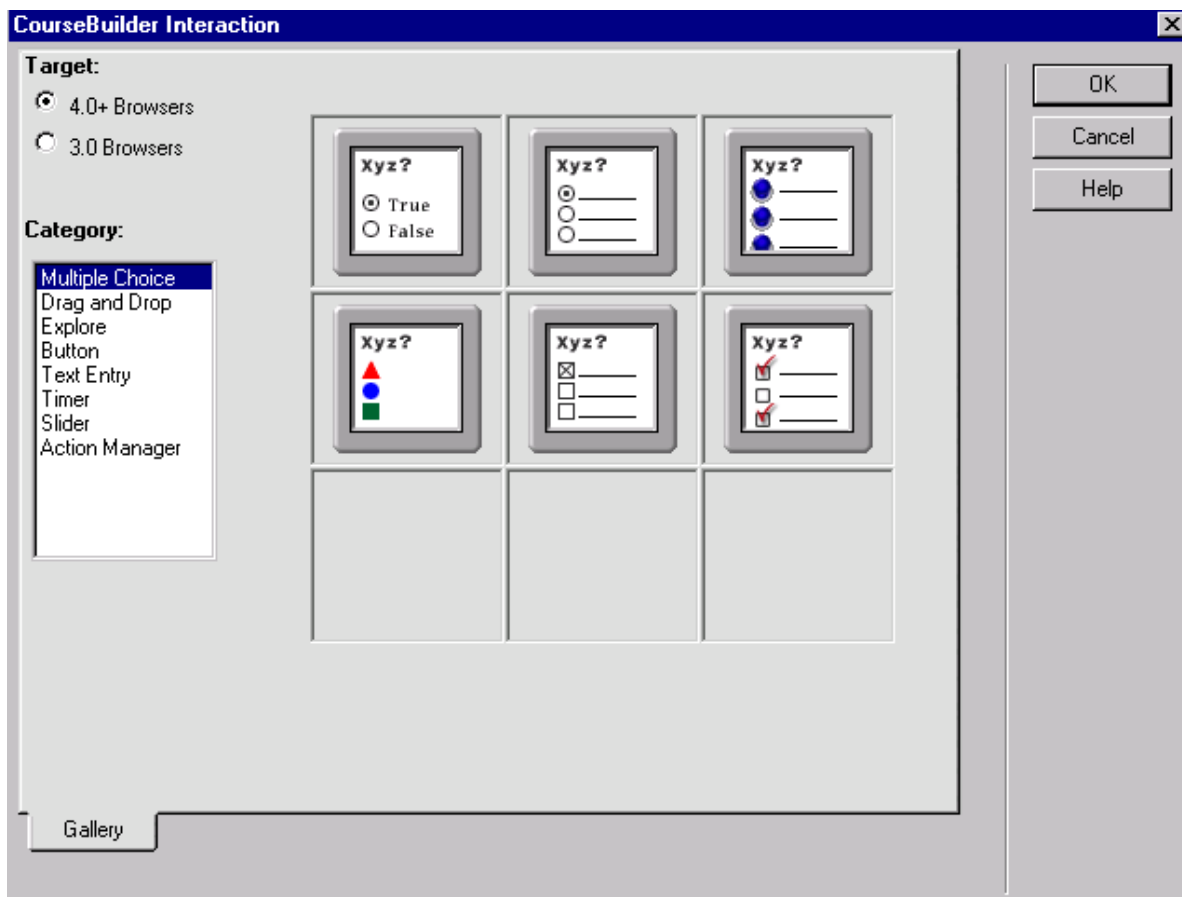 CourseBuilder Interaction
Target:
4.0+ Browsers
3.0 Browsers
Category:
Multiple Choice
Drag and Drop
Explore
Button
Text Entry
Timer
Slider
Action Manager
Xyz?
True
False
Xyz?
Xyz?
Xyz?
Xyz?
Xyz?
OK
Cancel
Help
Gallery